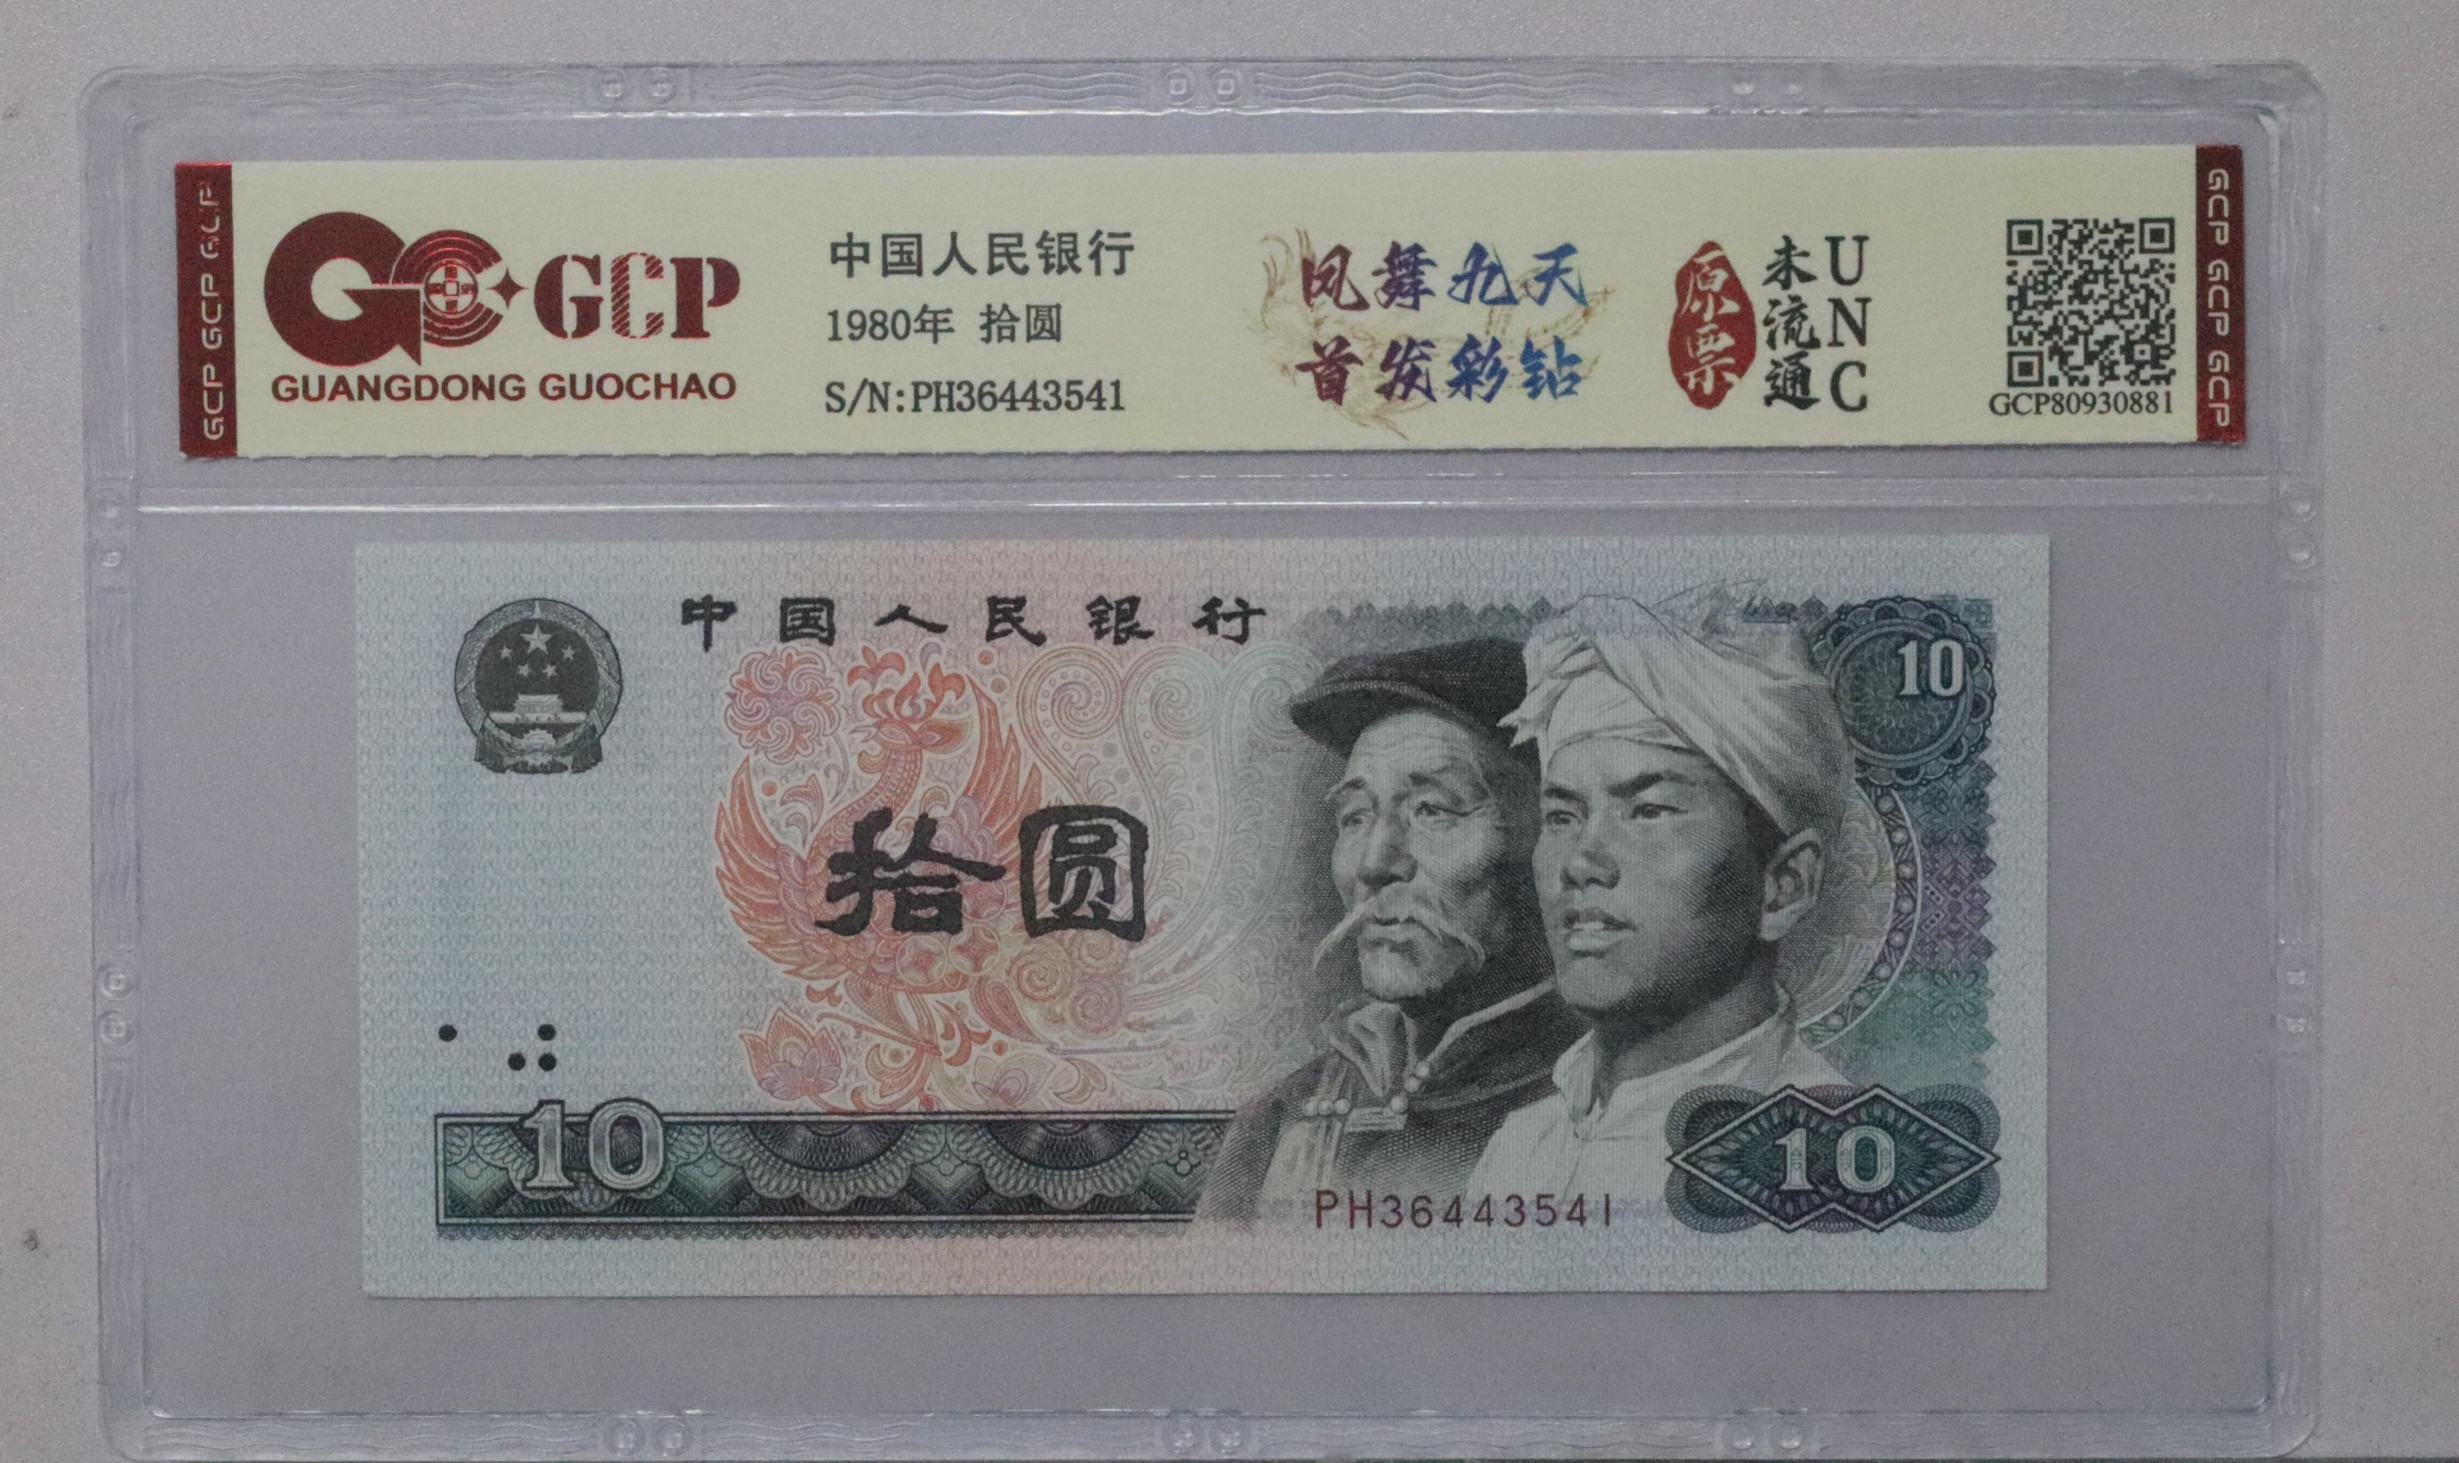 GCP GCP GCP
GCP
GUANGDONG GUOCHAO
中国人民银行
1980年 拾圆
S/N:PH36443541
凤舞九天
首发彩钻
原票
未流通
UNC
GCP80930881
GCP GCP GCP
中国人民银行
10
拾圆
10
10
PH36443541